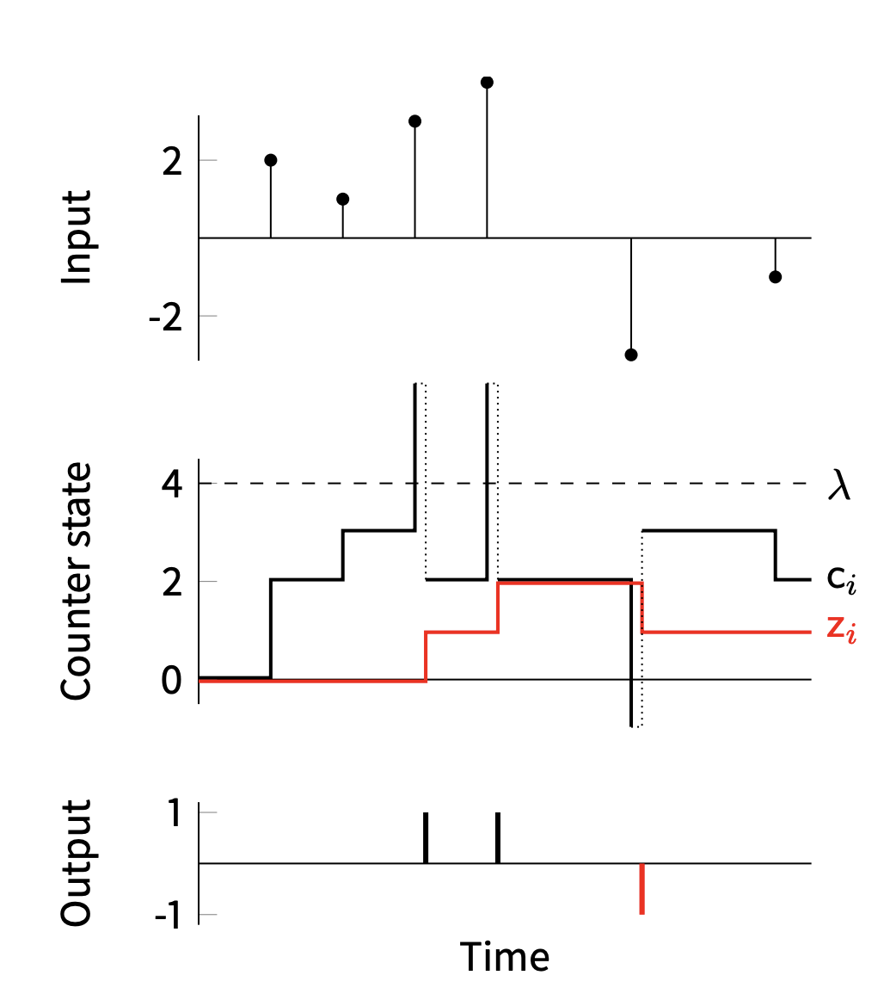 Input
2
-2
Counter state
4
2
0
λ
cᵢ
zᵢ
Output
1
-1
Time